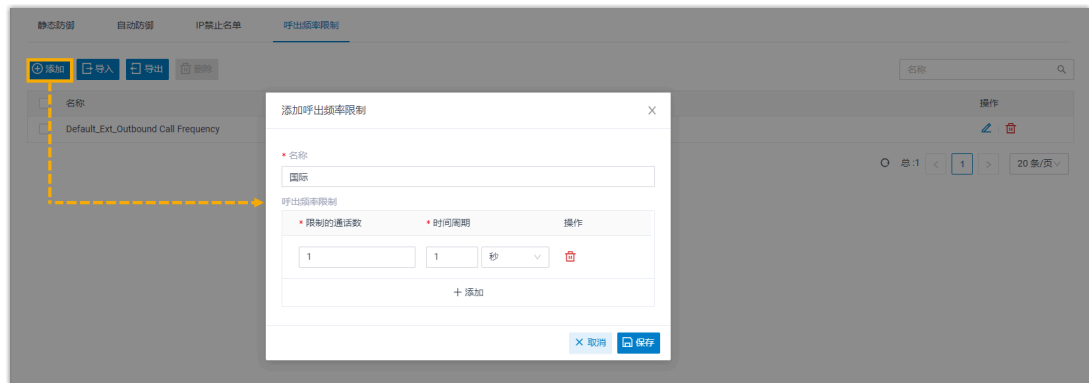 静态防御 自动防御 IP禁止名单 呼出频率限制
添加 导入 导出 删除 名称
名称 操作
Default_Ext_Outbound Call Frequency
总:1 < 1 > 20 条/页
添加呼出频率限制
* 名称
国际
呼出频率限制
* 限制的通话数 * 时间周期 操作
1 1 秒
+ 添加
取消 保存